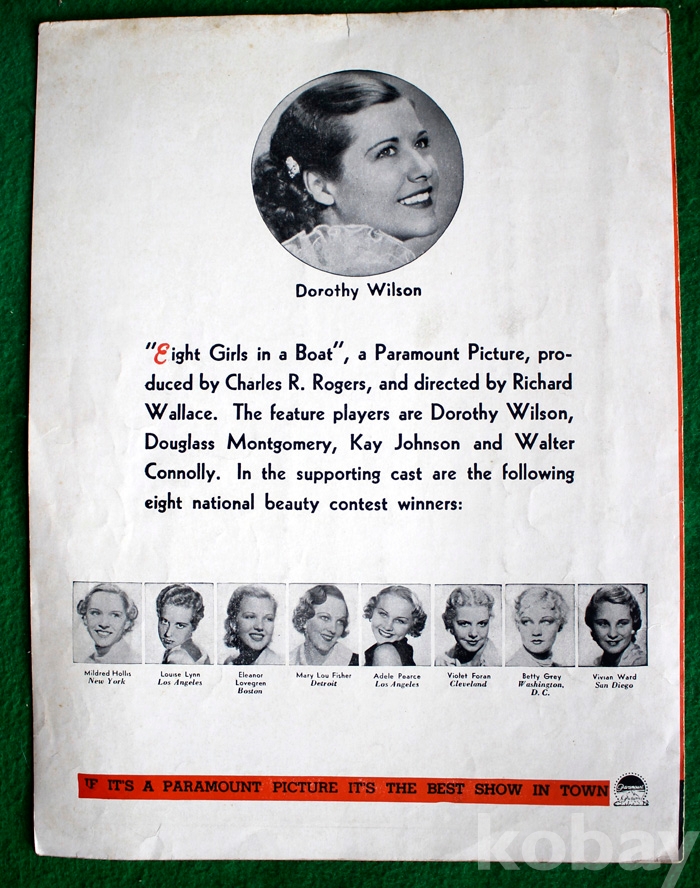 Dorothy Wilson
"Eight Girls in a Boat", a Paramount Picture, pro-
duced by Charles R. Rogers, and directed by Richard
Wallace. The feature players are Dorothy Wilson,
Douglass Montgomery, Kay Johnson and Walter
Connolly. In the supporting cast are the following
eight national beauty contest winners:
Mildred Hollis
New York
Louise Lynn
Los Angeles
Eleanor
Lovegren
Boston
Mary Lou Fisher
Detroit
Adele Pearce
Los Angeles
Violet Foran
Cleveland
Betty Grey
Washington,
D. C.
Vivian Ward
San Diego
IF IT'S A PARAMOUNT PICTURE IT'S THE BEST SHOW IN TOWN
Paramount
kobay